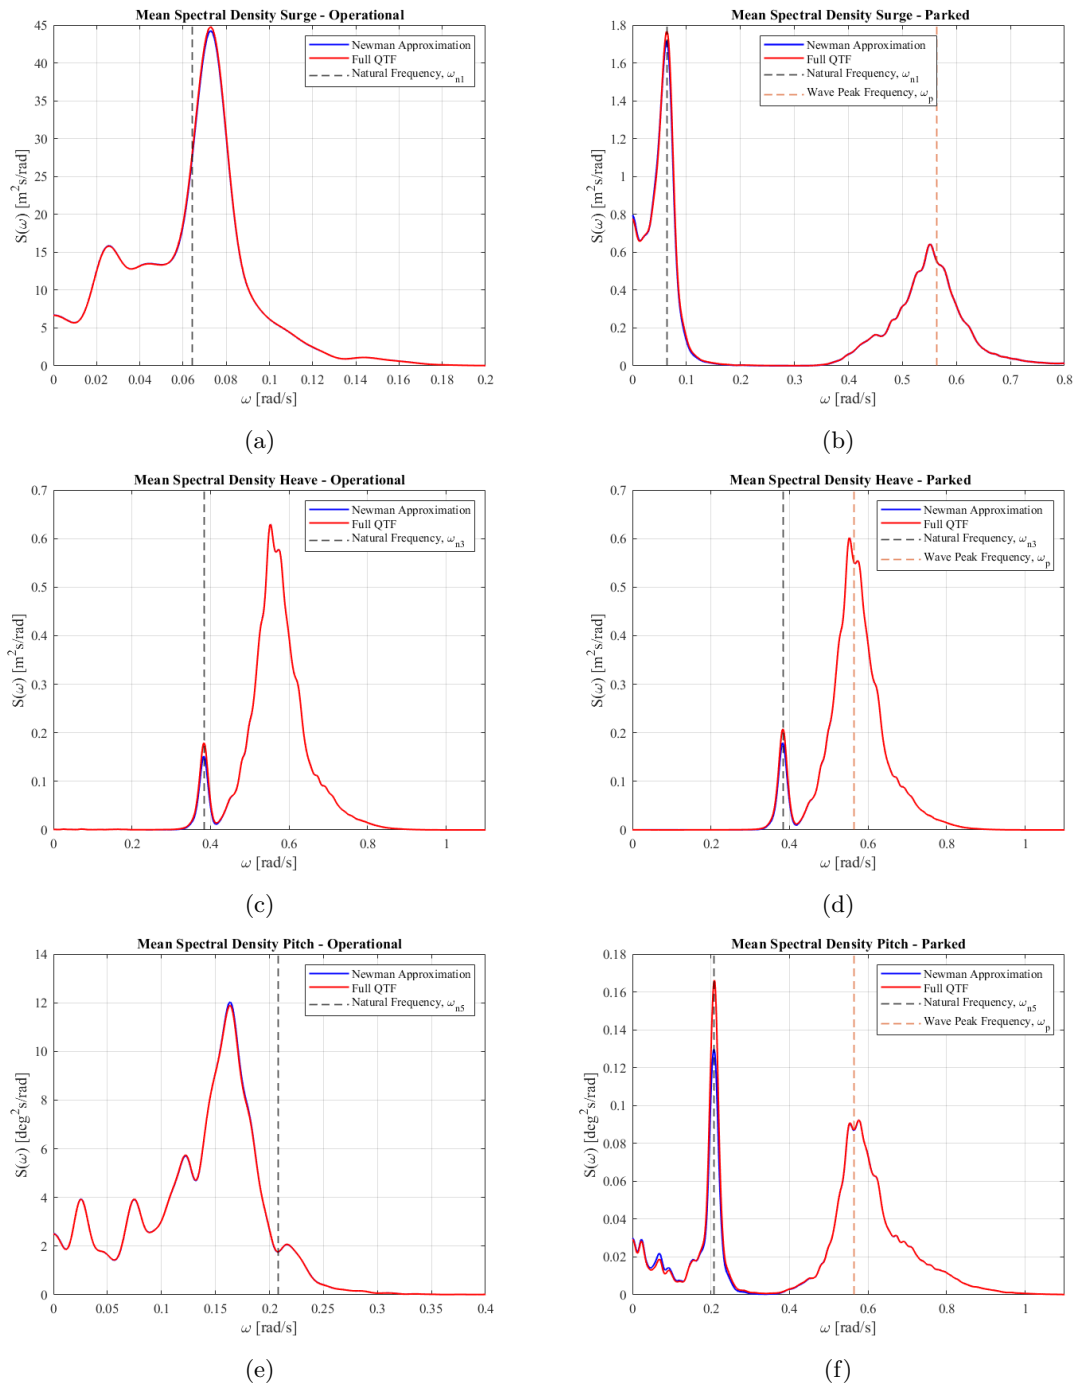 Mean Spectral Density Surge - Operational
Newman Approximation
Full QTF
Natural Frequency, ω_n1
S(ω) [m²s/rad]
45
40
35
30
25
20
15
10
5
0
0 0.02 0.04 0.06 0.08 0.1 0.12 0.14 0.16 0.18 0.2
ω [rad/s]
(a)
Mean Spectral Density Surge - Parked
Newman Approximation
Full QTF
Natural Frequency, ω_n1
Wave Peak Frequency, ω_p
S(ω) [m²s/rad]
1.8
1.6
1.4
1.2
1
0.8
0.6
0.4
0.2
0
0 0.1 0.2 0.3 0.4 0.5 0.6 0.7 0.8
ω [rad/s]
(b)
Mean Spectral Density Heave - Operational
Newman Approximation
Full QTF
Natural Frequency, ω_n3
S(ω) [m²s/rad]
0.7
0.6
0.5
0.4
0.3
0.2
0.1
0
0 0.2 0.4 0.6 0.8 1
ω [rad/s]
(c)
Mean Spectral Density Heave - Parked
Newman Approximation
Full QTF
Natural Frequency, ω_n3
Wave Peak Frequency, ω_p
S(ω) [m²s/rad]
0.7
0.6
0.5
0.4
0.3
0.2
0.1
0
0 0.2 0.4 0.6 0.8 1
ω [rad/s]
(d)
Mean Spectral Density Pitch - Operational
Newman Approximation
Full QTF
Natural Frequency, ω_n5
S(ω) [deg²s/rad]
14
12
10
8
6
4
2
0
0 0.05 0.1 0.15 0.2 0.25 0.3 0.35 0.4
ω [rad/s]
(e)
Mean Spectral Density Pitch - Parked
Newman Approximation
Full QTF
Natural Frequency, ω_n5
Wave Peak Frequency, ω_p
S(ω) [deg²s/rad]
0.18
0.16
0.14
0.12
0.1
0.08
0.06
0.04
0.02
0
0 0.2 0.4 0.6 0.8 1
ω [rad/s]
(f)